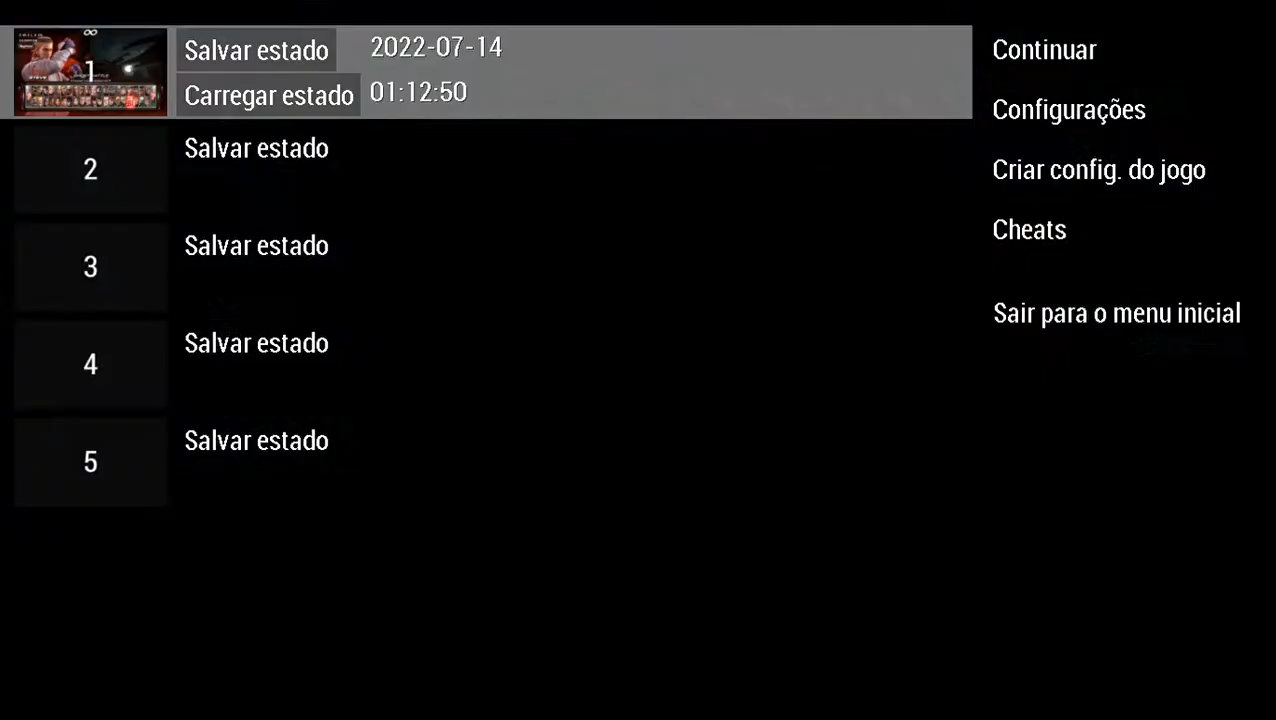 1
Salvar estado
2022-07-14
Carregar estado
01:12:50
2
Salvar estado
3
Salvar estado
4
Salvar estado
5
Salvar estado
Continuar
Configurações
Criar config. do jogo
Cheats
Sair para o menu inicial